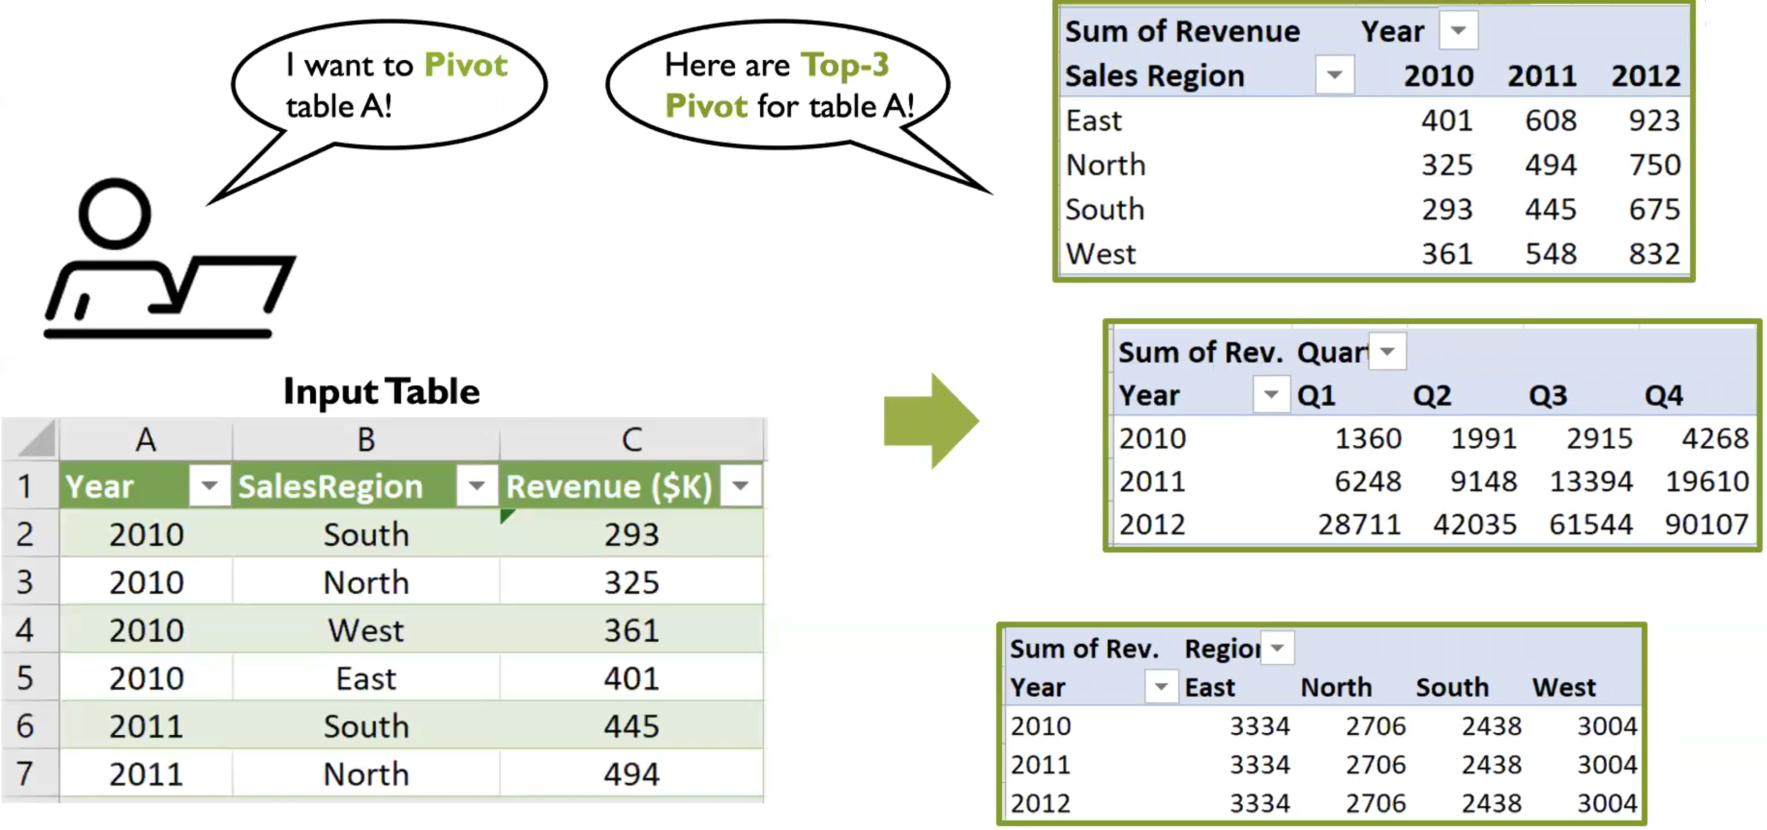 I want to Pivot
table A!
Here are Top-3
Pivot for table A!
Sum of Revenue Year
Sales Region 2010 2011 2012
East 401 608 923
North 325 494 750
South 293 445 675
West 361 548 832
Sum of Rev. Quart
Year Q1 Q2 Q3 Q4
2010 1360 1991 2915 4268
2011 6248 9148 13394 19610
2012 28711 42035 61544 90107
Input Table
A B C
1 Year SalesRegion Revenue ($K)
2 2010 South 293
3 2010 North 325
4 2010 West 361
5 2010 East 401
6 2011 South 445
7 2011 North 494
Sum of Rev. Region
Year East North South West
2010 3334 2706 2438 3004
2011 3334 2706 2438 3004
2012 3334 2706 2438 3004